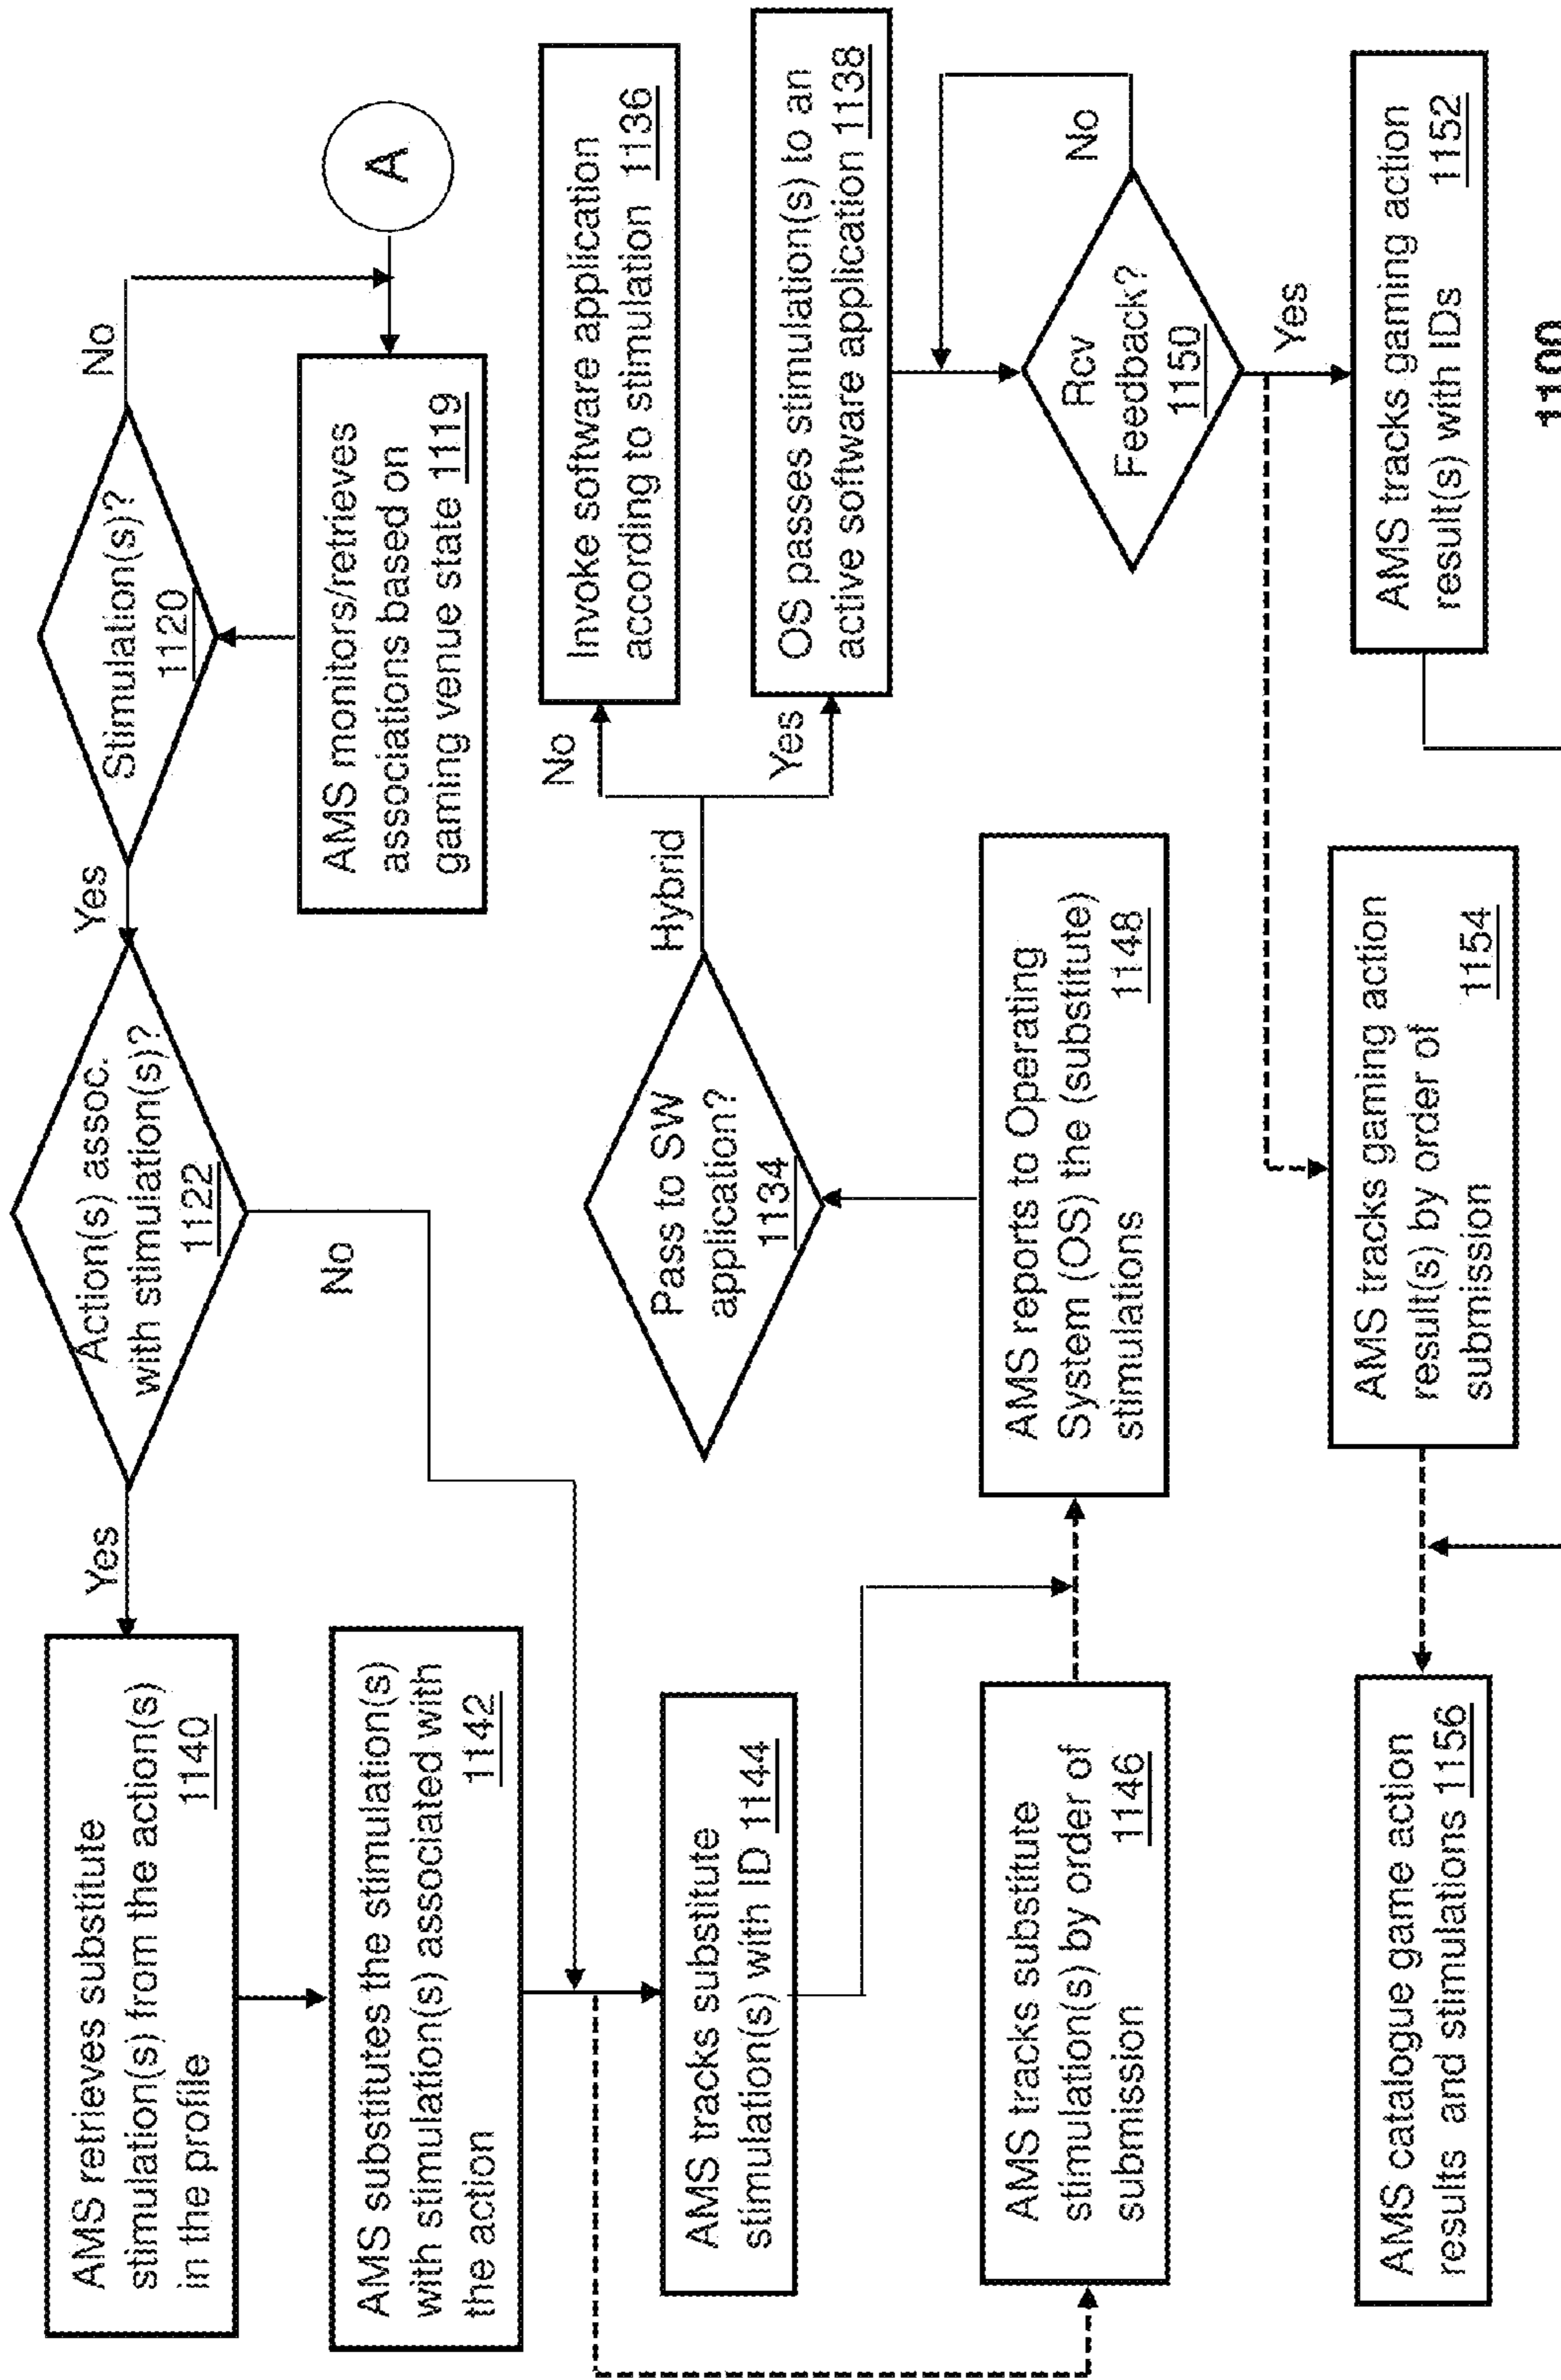 AMS retrieves substitute
stimulation(s) from the action(s)
in the profile
1140
Yes
Action(s) assoc.
with stimulation(s)?
1122
No
Yes
Stimulation(s)?
1120
No
A
AMS monitors/retrieves
associations based on
gaming venue state 1119
AMS substitutes the stimulation(s)
with stimulation(s) associated with
the action
1142
AMS tracks substitute
stimulation(s) with ID 1144
AMS tracks substitute
stimulation(s) by order of
submission
1146
AMS reports to Operating
System (OS) the (substitute)
stimulations
1148
Pass to SW
application?
1134
Hybrid
No
Yes
Invoke software application
according to stimulation 1136
OS passes stimulation(s) to an
active software application 1138
Rcv
Feedback?
1150
No
Yes
AMS tracks gaming action
result(s) with IDs
1152
AMS tracks gaming action
result(s) by order of
submission
1154
AMS catalogue game action
results and stimulations 1156
1100